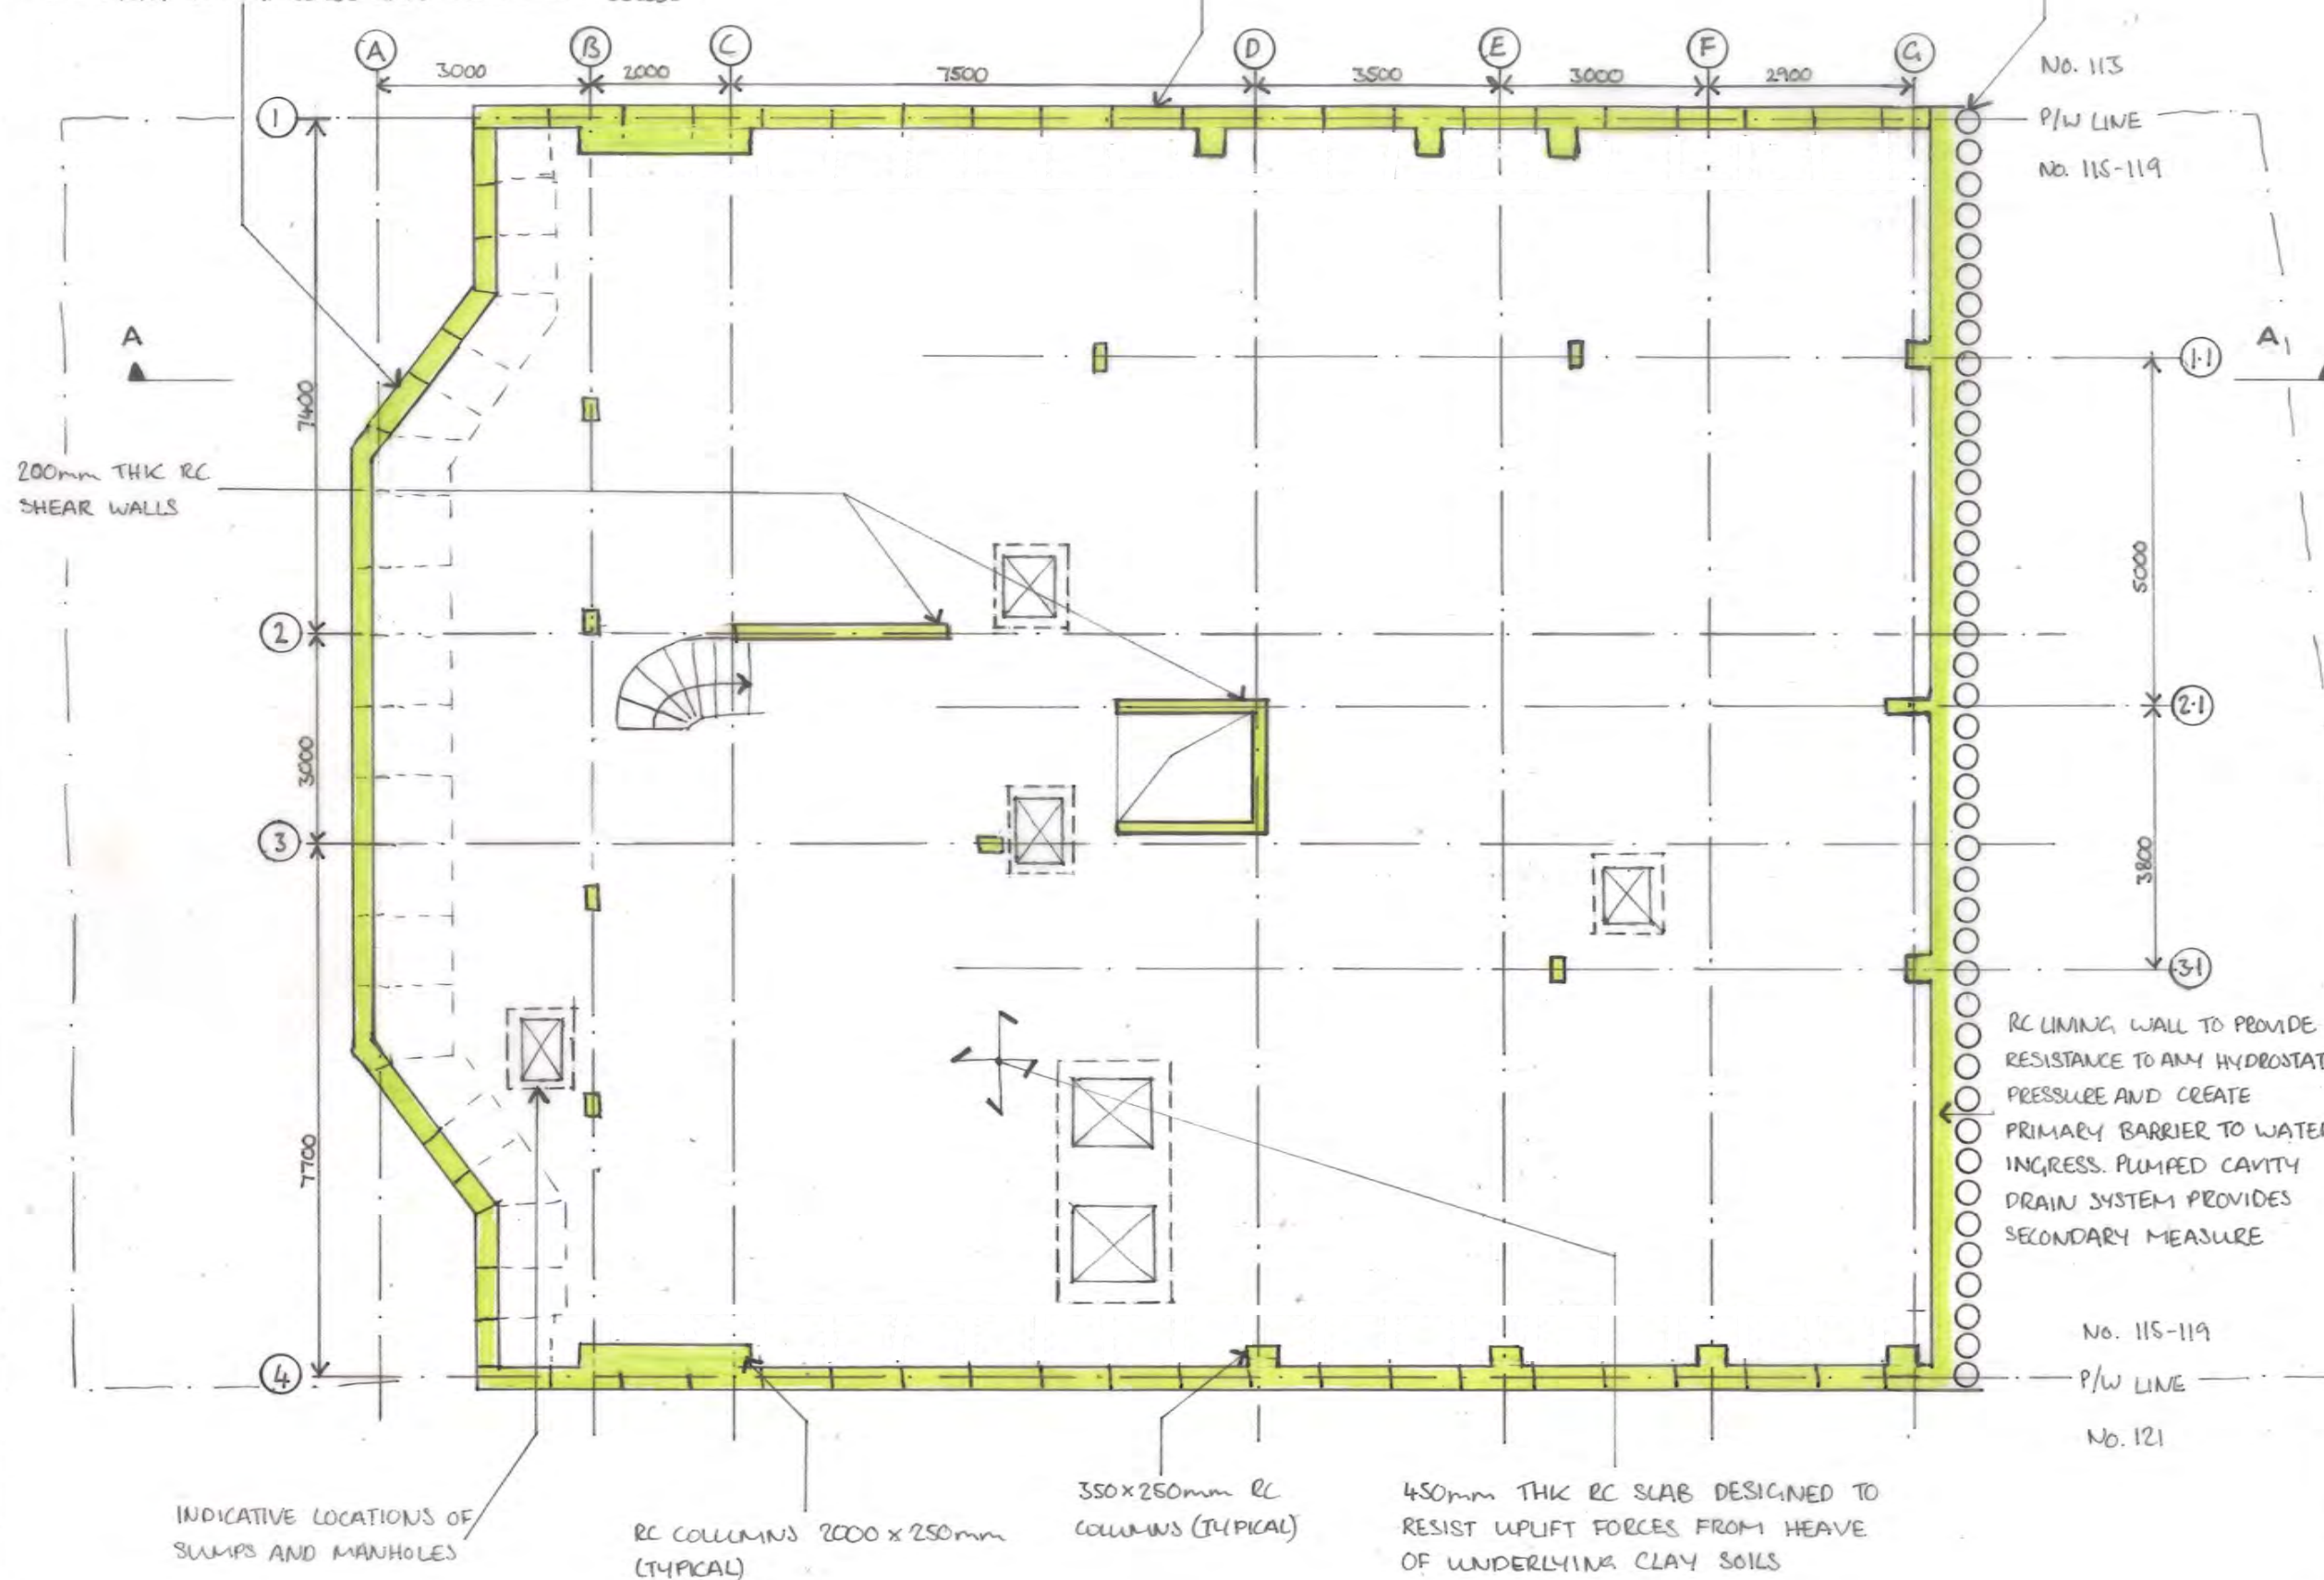 A B C D E F G
3000 2000 7500 3500 3000 2900
No. 113
1
P/W LINE
No. 115-119
A
A1
1.1
7400
200mm THK RC
SHEAR WALLS
5000
2
2.1
3000
3
3800
3.1
RC LINING WALL TO PROVIDE
RESISTANCE TO ANY HYDROSTAT
PRESSURE AND CREATE
PRIMARY BARRIER TO WATER
INGRESS. PUMPED CAVITY
DRAIN SYSTEM PROVIDES
SECONDARY MEASURE
7700
No. 115-119
4
P/W LINE
No. 121
INDICATIVE LOCATIONS OF
SUMPS AND MANHOLES
RC COLUMNS 2000 x 250mm
(TYPICAL)
350x250mm RC
COLUMNS (TYPICAL)
450mm THK RC SLAB DESIGNED TO
RESIST UPLIFT FORCES FROM HEAVE
OF UNDERLYING CLAY SOILS